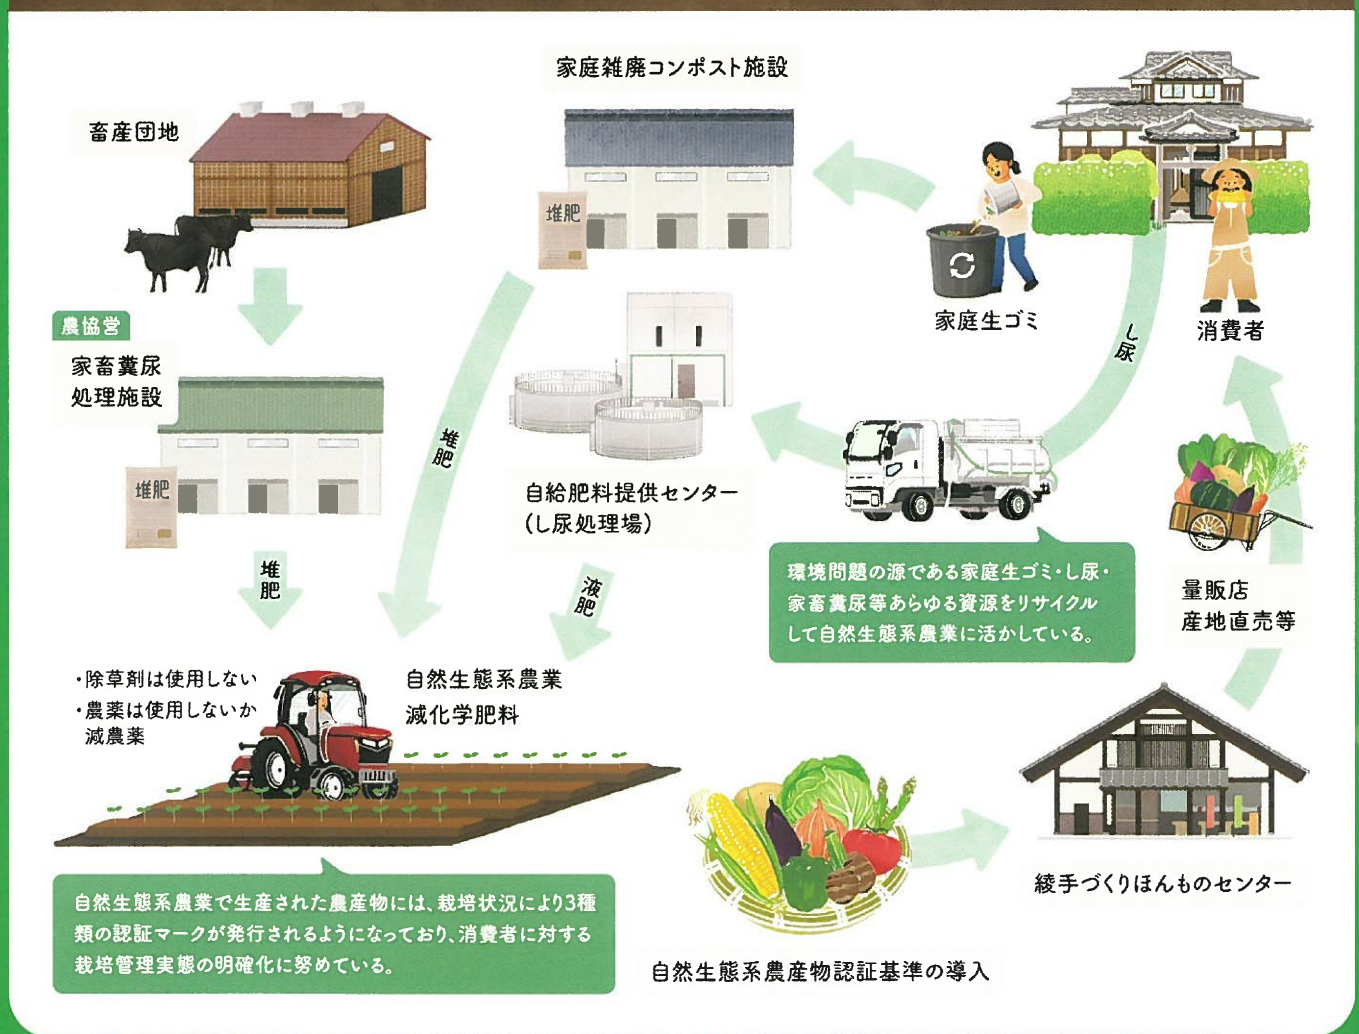 家庭雑廃コンポスト施設
畜産団地
堆肥
家庭生ゴミ
消費者
し尿
農協営
家畜糞尿
処理施設
堆肥
堆肥
堆肥
自給肥料提供センター
(し尿処理場)
液肥
環境問題の源である家庭生ゴミ・し尿・
家畜糞尿等あらゆる資源をリサイクル
して自然生態系農業に活かしている。
量販店
産地直売等
・除草剤は使用しない
・農薬は使用しないか
減農薬
自然生態系農業
減化学肥料
綾手づくりほんものセンター
自然生態系農業で生産された農産物には、栽培状況により3種
類の認証マークが発行されるようになっており、消費者に対する
栽培管理実態の明確化に努めている。
自然生態系農産物認証基準の導入